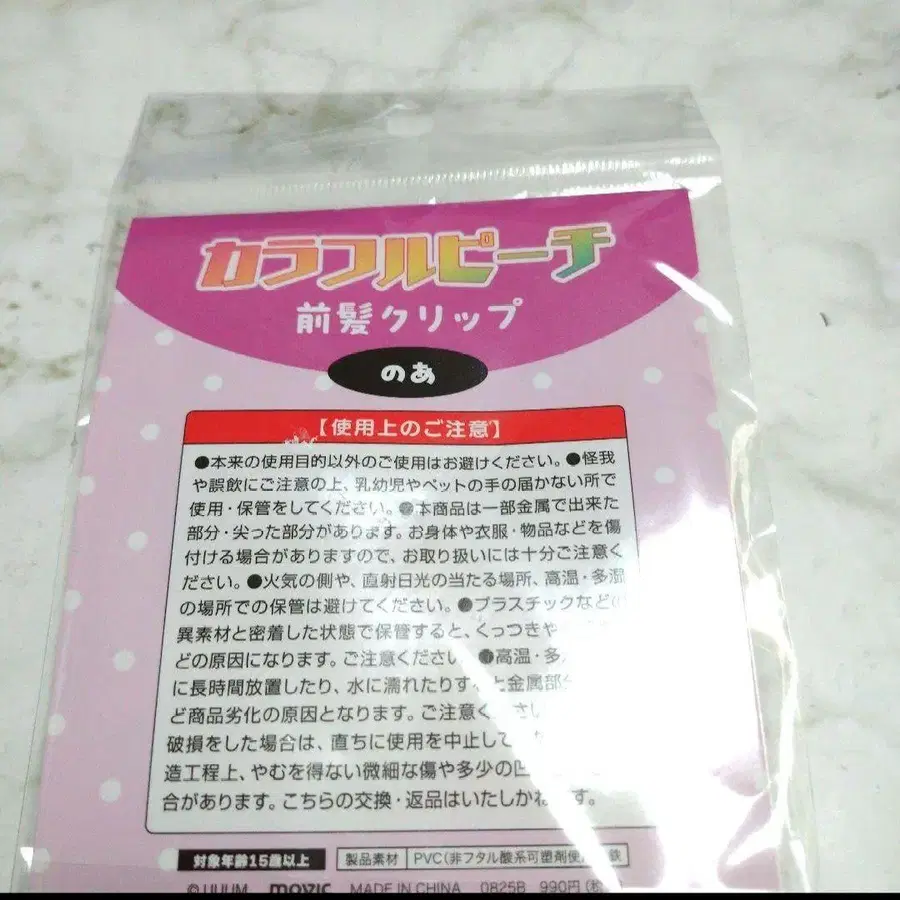 カラフルピーチ
前髪クリップ
のあ
【使用上のご注意】
●本来の使用目的以外のご使用はお避けください。●怪我
や誤飲にご注意の上、乳幼児やペットの手の届かない所で
使用・保管をしてください。●本商品は一部金属で出来た
部分・尖った部分があります。お身体や衣服・物品などを傷
付ける場合がありますので、お取り扱いには十分ご注意く
ださい。●火気の側や、直射日光の当たる場所、高温・多湿
の場所での保管は避けてください。●プラスチックなどの
異素材と密着した状態で保管すると、くっつきや
どの原因になります。ご注意ください。●高温・多
に長時間放置したり、水に濡れたりすると金属部分
ど商品劣化の原因となります。ご注意ください
破損をした場合は、直ちに使用を中止して
造工程上、やむを得ない微細な傷や多少の凹
合があります。こちらの交換・返品はいたしかねます。
対象年齢15歳以上 製品素材 PVC(非フタル酸系可塑剤使 鉄
©UUUM movic MADE IN CHINA 0825B 990円(税